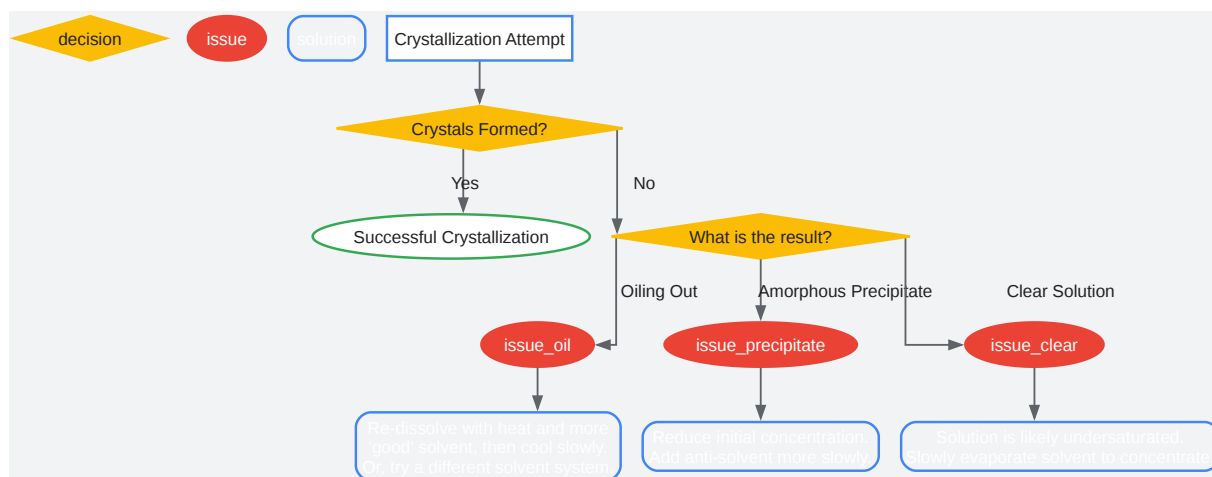 decision
issue
solution
Crystallization Attempt
Crystals Formed?
Yes
No
Successful Crystallization
What is the result?
Oiling Out
Amorphous Precipitate
Clear Solution
issue_oil
issue_precipitate
issue_clear
Re-dissolve with heat and more
'good' solvent, then cool slowly.
Or, try a different solvent system.
Reduce initial concentration.
Add anti-solvent more slowly.
Solution is likely undersaturated.
Slowly evaporate solvent to concentrate.